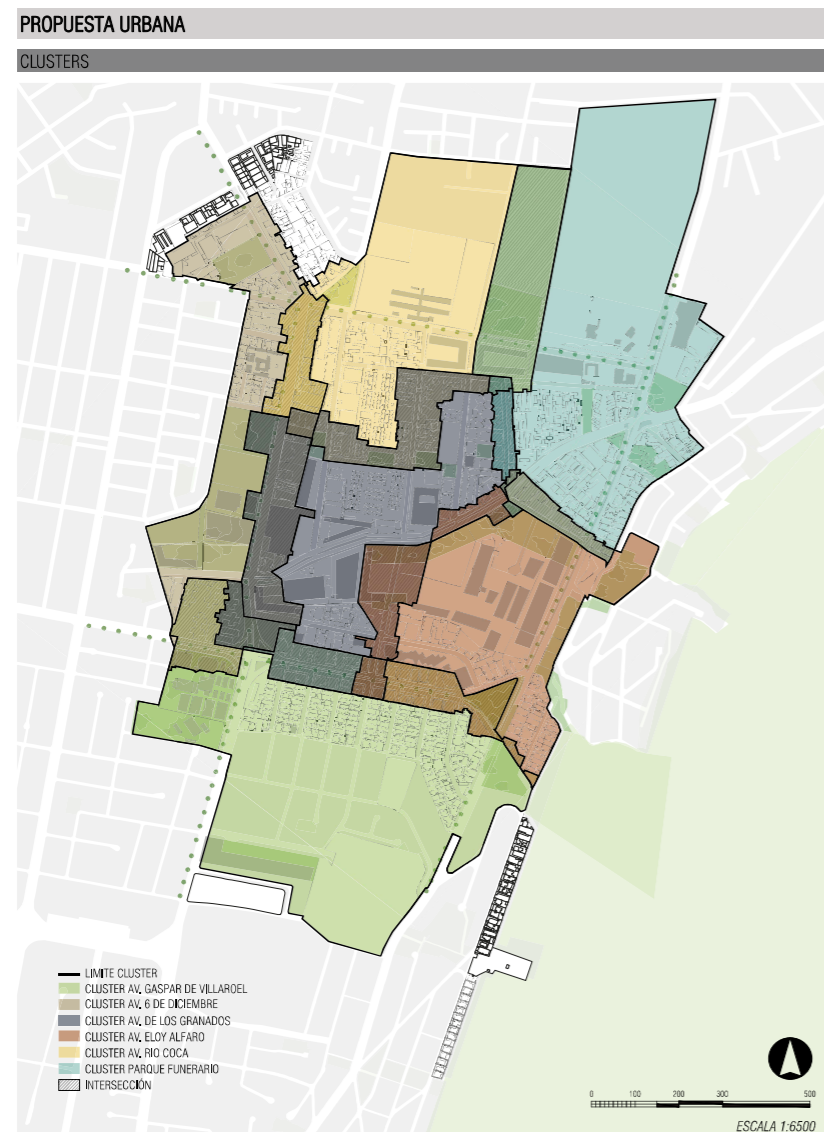 PROPUESTA URBANA
CLUSTERS
LIMITE CLUSTER
CLUSTER AV. GASPAR DE VILLAROEL
CLUSTER AV. 6 DE DICIEMBRE
CLUSTER AV. DE LOS GRANADOS
CLUSTER AV. ELOY ALFARO
CLUSTER AV. RIO COCA
CLUSTER PARQUE FUNERARIO
INTERSECCIÓN
0 100 200 300 500
ESCALA 1:6500